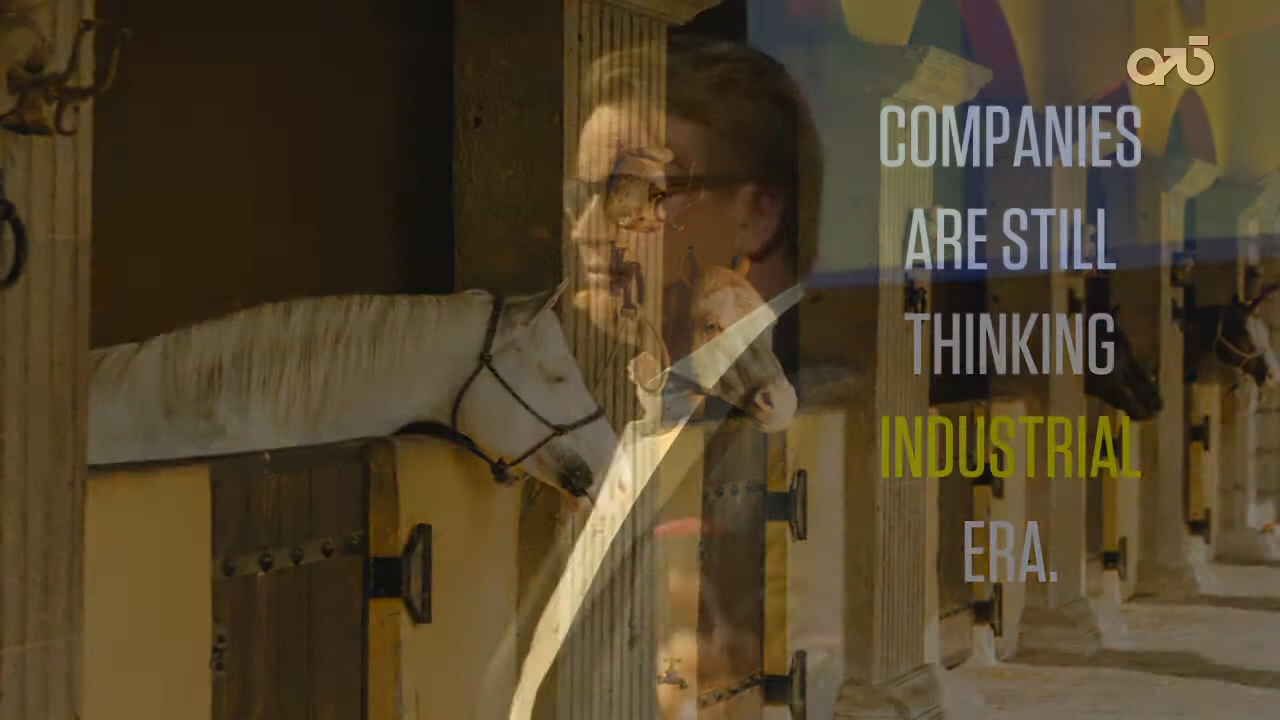 COMPANIES
ARE STILL
THINKING
INDUSTRIAL
ERA.